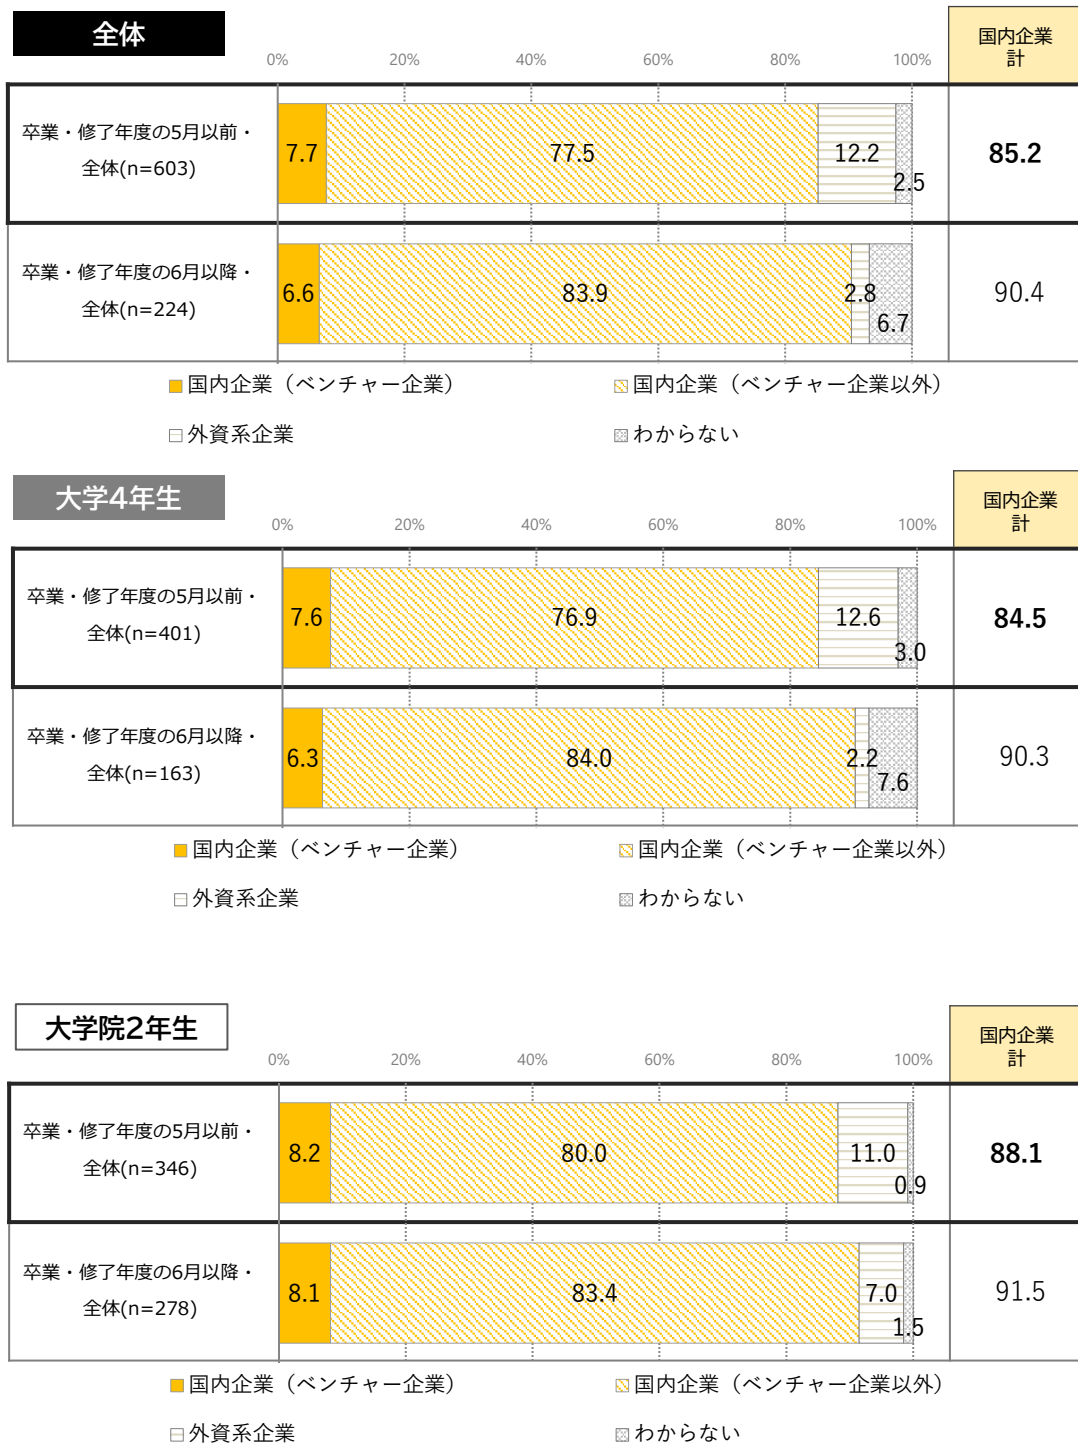 全体
国内企業
計
0%
20%
40%
60%
80%
100%
卒業・修了年度の5月以前・
全体(n=603)
7.7
77.5
12.2
2.5
85.2
卒業・修了年度の6月以降・
全体(n=224)
6.6
83.9
2.8
6.7
90.4
国内企業（ベンチャー企業）
国内企業（ベンチャー企業以外）
外資系企業
わからない
大学4年生
国内企業
計
0%
20%
40%
60%
80%
100%
卒業・修了年度の5月以前・
全体(n=401)
7.6
76.9
12.6
3.0
84.5
卒業・修了年度の6月以降・
全体(n=163)
6.3
84.0
2.2
7.6
90.3
国内企業（ベンチャー企業）
国内企業（ベンチャー企業以外）
外資系企業
わからない
大学院2年生
国内企業
計
0%
20%
40%
60%
80%
100%
卒業・修了年度の5月以前・
全体(n=346)
8.2
80.0
11.0
0.9
88.1
卒業・修了年度の6月以降・
全体(n=278)
8.1
83.4
7.0
1.5
91.5
国内企業（ベンチャー企業）
国内企業（ベンチャー企業以外）
外資系企業
わからない